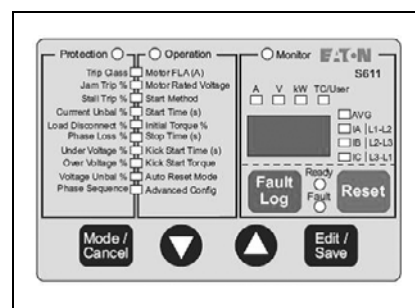 Protection Operation Monitor EATON
S611
Trip Class Motor FLA (A)
Jam Trip % Motor Rated Voltage
Stall Trip % Start Method
Current Unbal % Start Time (s)
Load Disconnect % Initial Torque %
Phase Loss % Stop Time (s)
Under Voltage % Kick Start Time (s)
Over Voltage % Kick Start Torque
Voltage Unbal % Auto Reset Mode
Phase Sequence Advanced Config
A V kW TC/User
AVG
IA L1-L2
IB L2-L3
IC L3-L1
Fault Log
Ready
Fault
Reset
Mode / Cancel
Edit / Save